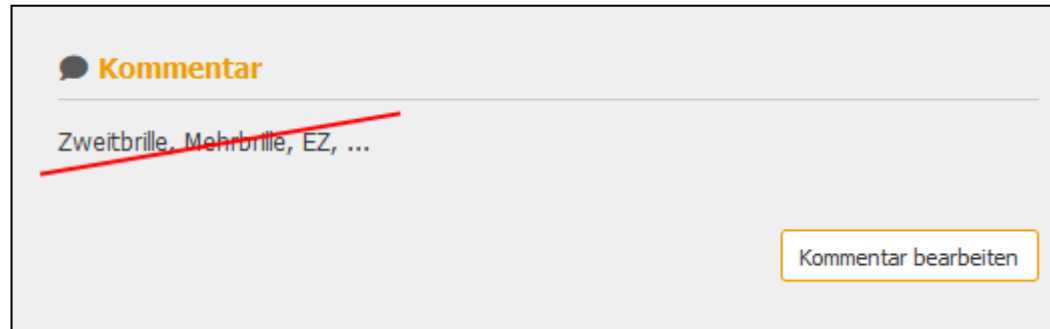 Kommentar
Zweitbrille, Mehrbrille, EZ, ...
Kommentar bearbeiten